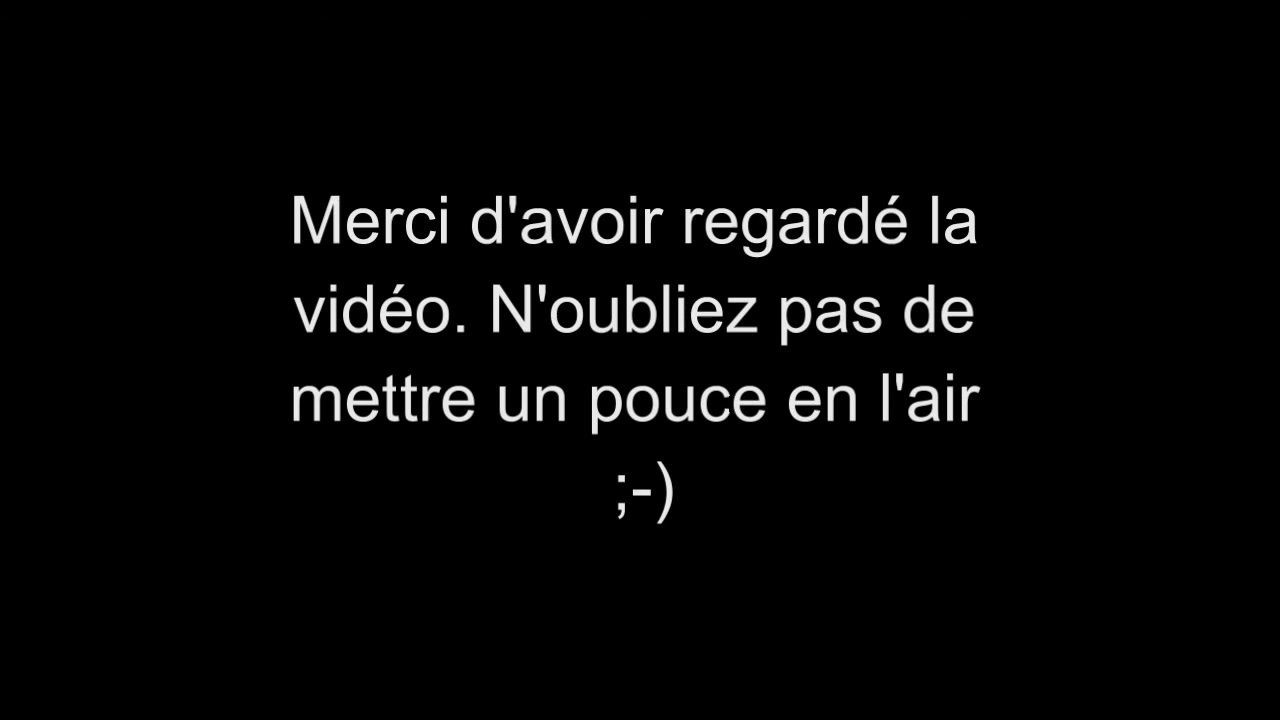 Merci d'avoir regardé la
vidéo. N'oubliez pas de
mettre un pouce en l'air
;-)